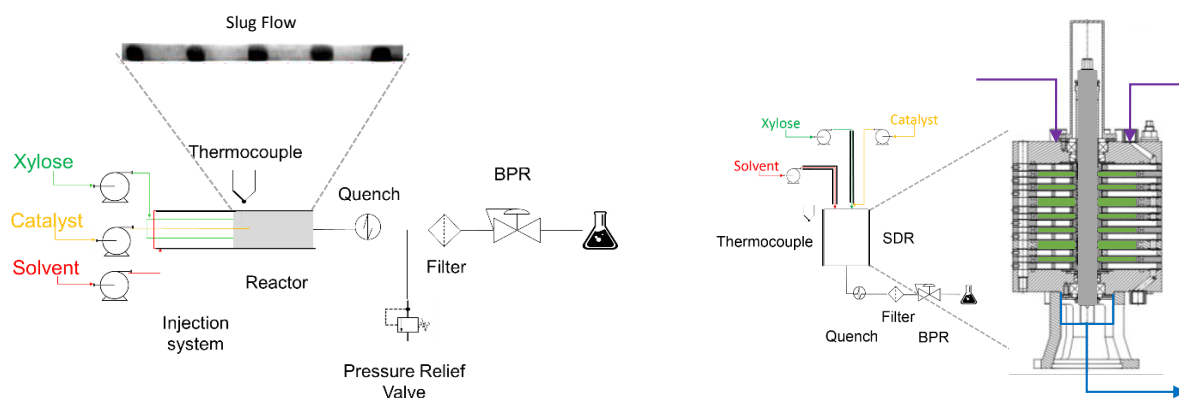 Slug Flow
Thermocouple
Xylose
Quench
BPR
Catalyst
Solvent
Filter
Reactor
Injection
system
Pressure Relief
Valve
Xylose
Catalyst
Solvent
Thermocouple
SDR
Filter
Quench
BPR